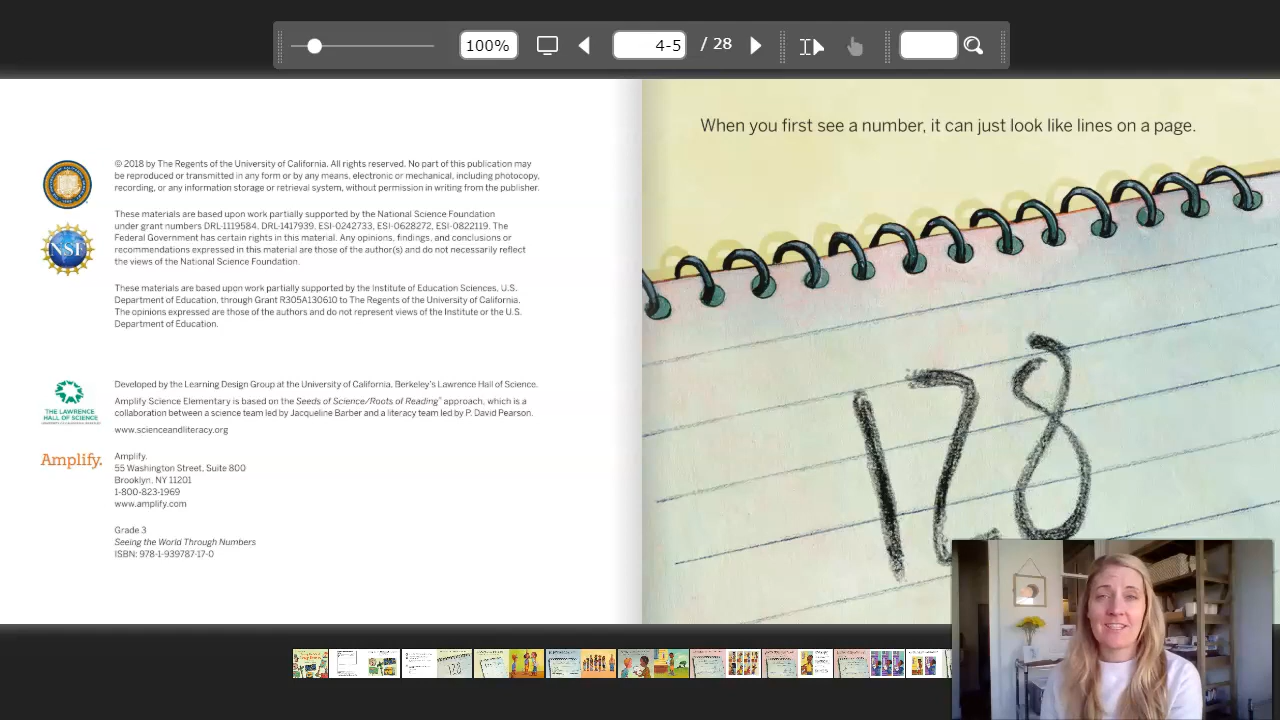 100%
4-5
/ 28
© 2018 by The Regents of the University of California. All rights reserved. No part of this publication may
be reproduced or transmitted in any form or by any means, electronic or mechanical, including photocopy,
recording, or any information storage or retrieval system, without permission in writing from the publisher.
NSF
These materials are based upon work partially supported by the National Science Foundation
under grant numbers DRL-1119584, DRL-1417939, ESI-0242733, ESI-0628272, ESI-0822119. The
Federal Government has certain rights in this material. Any opinions, findings, and conclusions or
recommendations expressed in this material are those of the author(s) and do not necessarily reflect
the views of the National Science Foundation.
These materials are based upon work partially supported by the Institute of Education Sciences, U.S.
Department of Education, through Grant R305A130610 to The Regents of the University of California.
The opinions expressed are those of the authors and do not represent views of the Institute or the U.S.
Department of Education.
THE LAWRENCE
HALL OF SCIENCE
Developed by the Learning Design Group at the University of California, Berkeley's Lawrence Hall of Science.
Amplify Science Elementary is based on the Seeds of Science/Roots of Reading® approach, which is a
collaboration between a science team led by Jacqueline Barber and a literacy team led by P. David Pearson.
www.scienceandliteracy.org
Amplify.
Amplify.
55 Washington Street, Suite 800
Brooklyn, NY 11201
1-800-823-1969
www.amplify.com
Grade 3
Seeing the World Through Numbers
ISBN: 978-1-939787-17-0
When you first see a number, it can just look like lines on a page.
128